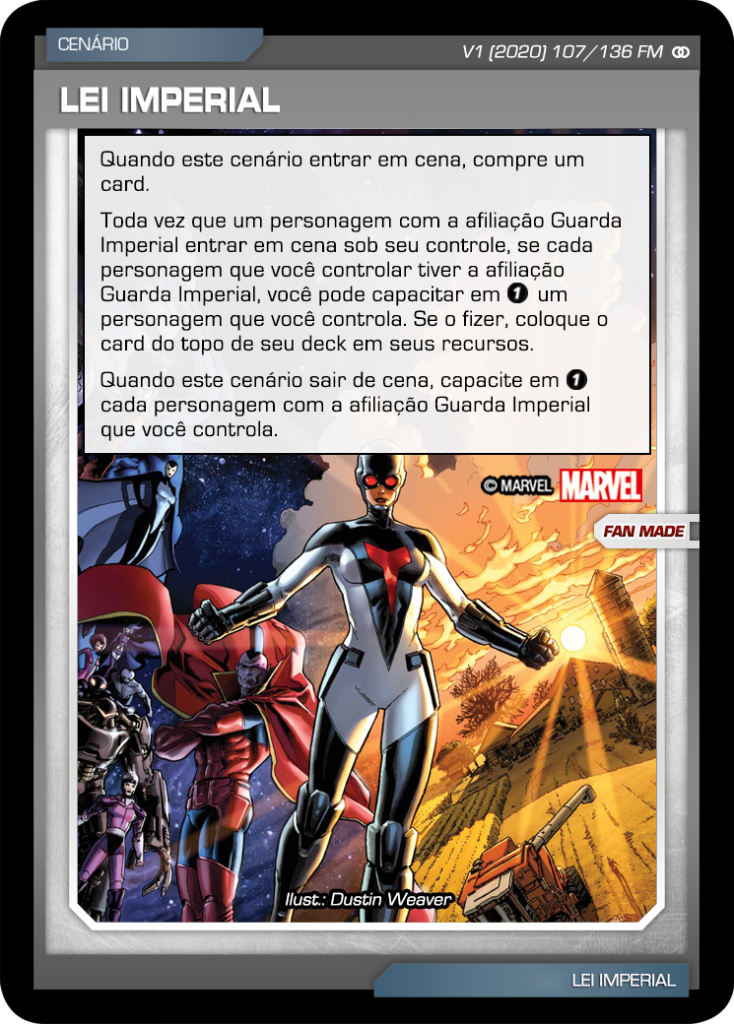 CENÁRIO
V1 (2020) 107/136 FM
LEI IMPERIAL
Quando este cenário entrar em cena, compre um
card.
Toda vez que um personagem com a afiliação Guarda
Imperial entrar em cena sob seu controle, se cada
personagem que você controlar tiver a afiliação
Guarda Imperial, você pode capacitar em 1 um
personagem que você controla. Se o fizer, coloque o
card do topo de seu deck em seus recursos.
Quando este cenário sair de cena, capacite em 1
cada personagem com a afiliação Guarda Imperial
que você controla.
© MARVEL MARVEL
FAN MADE
Ilust.: Dustin Weaver
LEI IMPERIAL